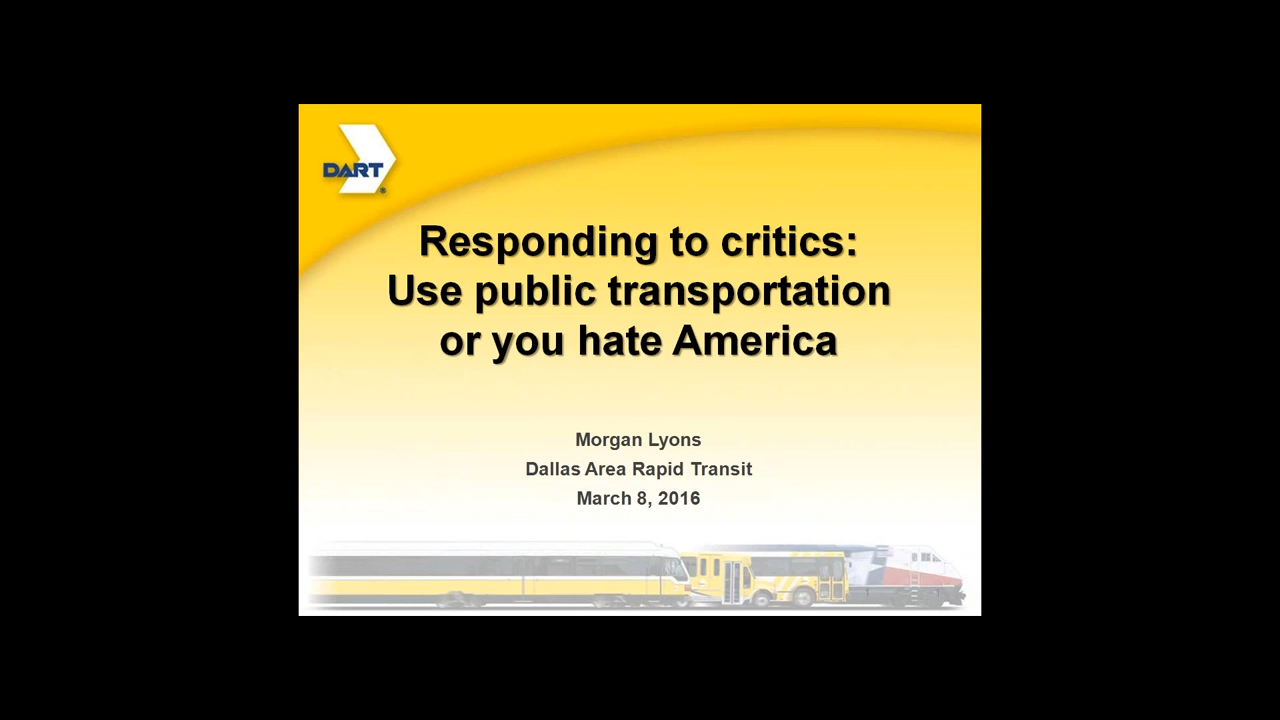 DART
Responding to critics:
Use public transportation
or you hate America
Morgan Lyons
Dallas Area Rapid Transit
March 8, 2016